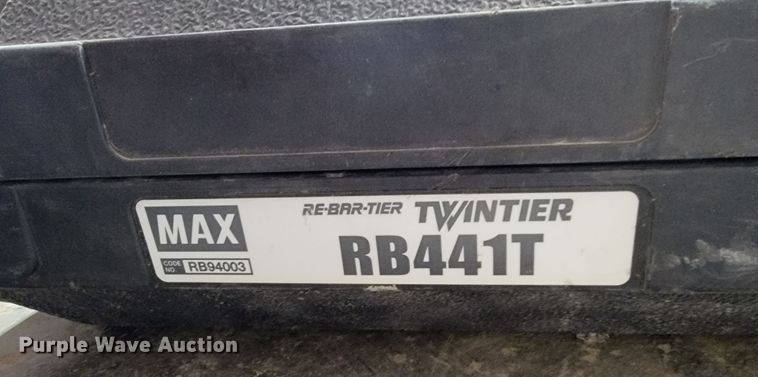 MAX RE-BAR-TIER TWINTIER
RB441T
CODE NO. RB94003
Purple Wave Auction